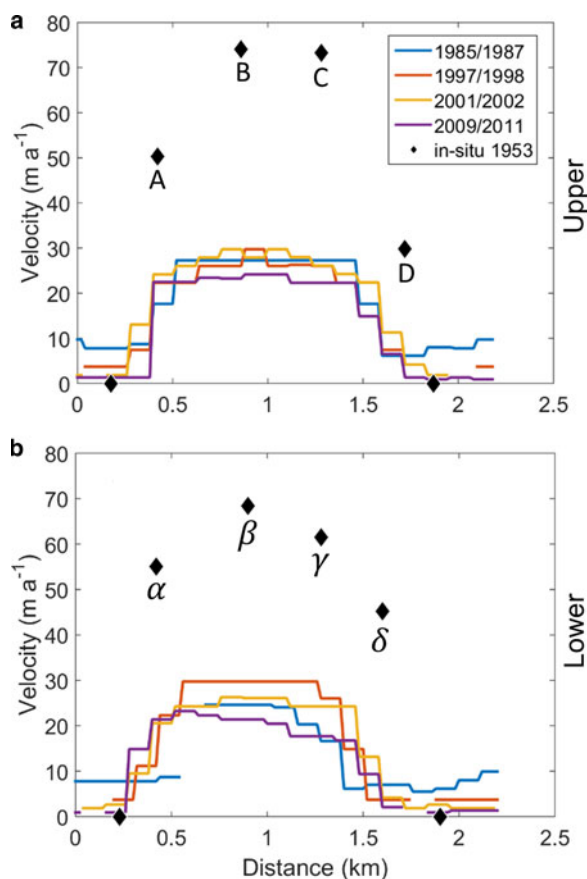 a
80
70
60
50
40
30
20
10
0
Velocity (m a⁻¹)
B
C
A
D
1985/1987
1997/1998
2001/2002
2009/2011
in-situ 1953
Upper
0
0.5
1
1.5
2
2.5
b
80
70
60
50
40
30
20
10
0
Velocity (m a⁻¹)
α
β
γ
δ
Lower
0
0.5
1
1.5
2
2.5
Distance (km)